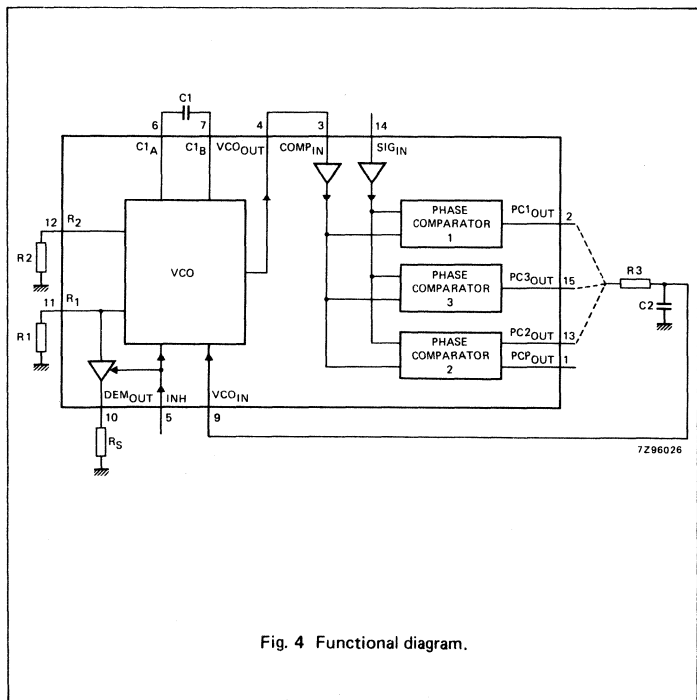 C1
6 7 4 3 14
C1A C1B VCOOUT COMPIN SIGIN
PHASE COMPARATOR 1
PC1OUT 2
12 R2
R2
VCO
PHASE COMPARATOR 3
PC3OUT 15
R3
C2
11 R1
R1
PHASE COMPARATOR 2
PC2OUT 13
PCPOUT 1
DEMOUT INH VCOIN
10 5 9
RS
7Z96026
Fig. 4 Functional diagram.